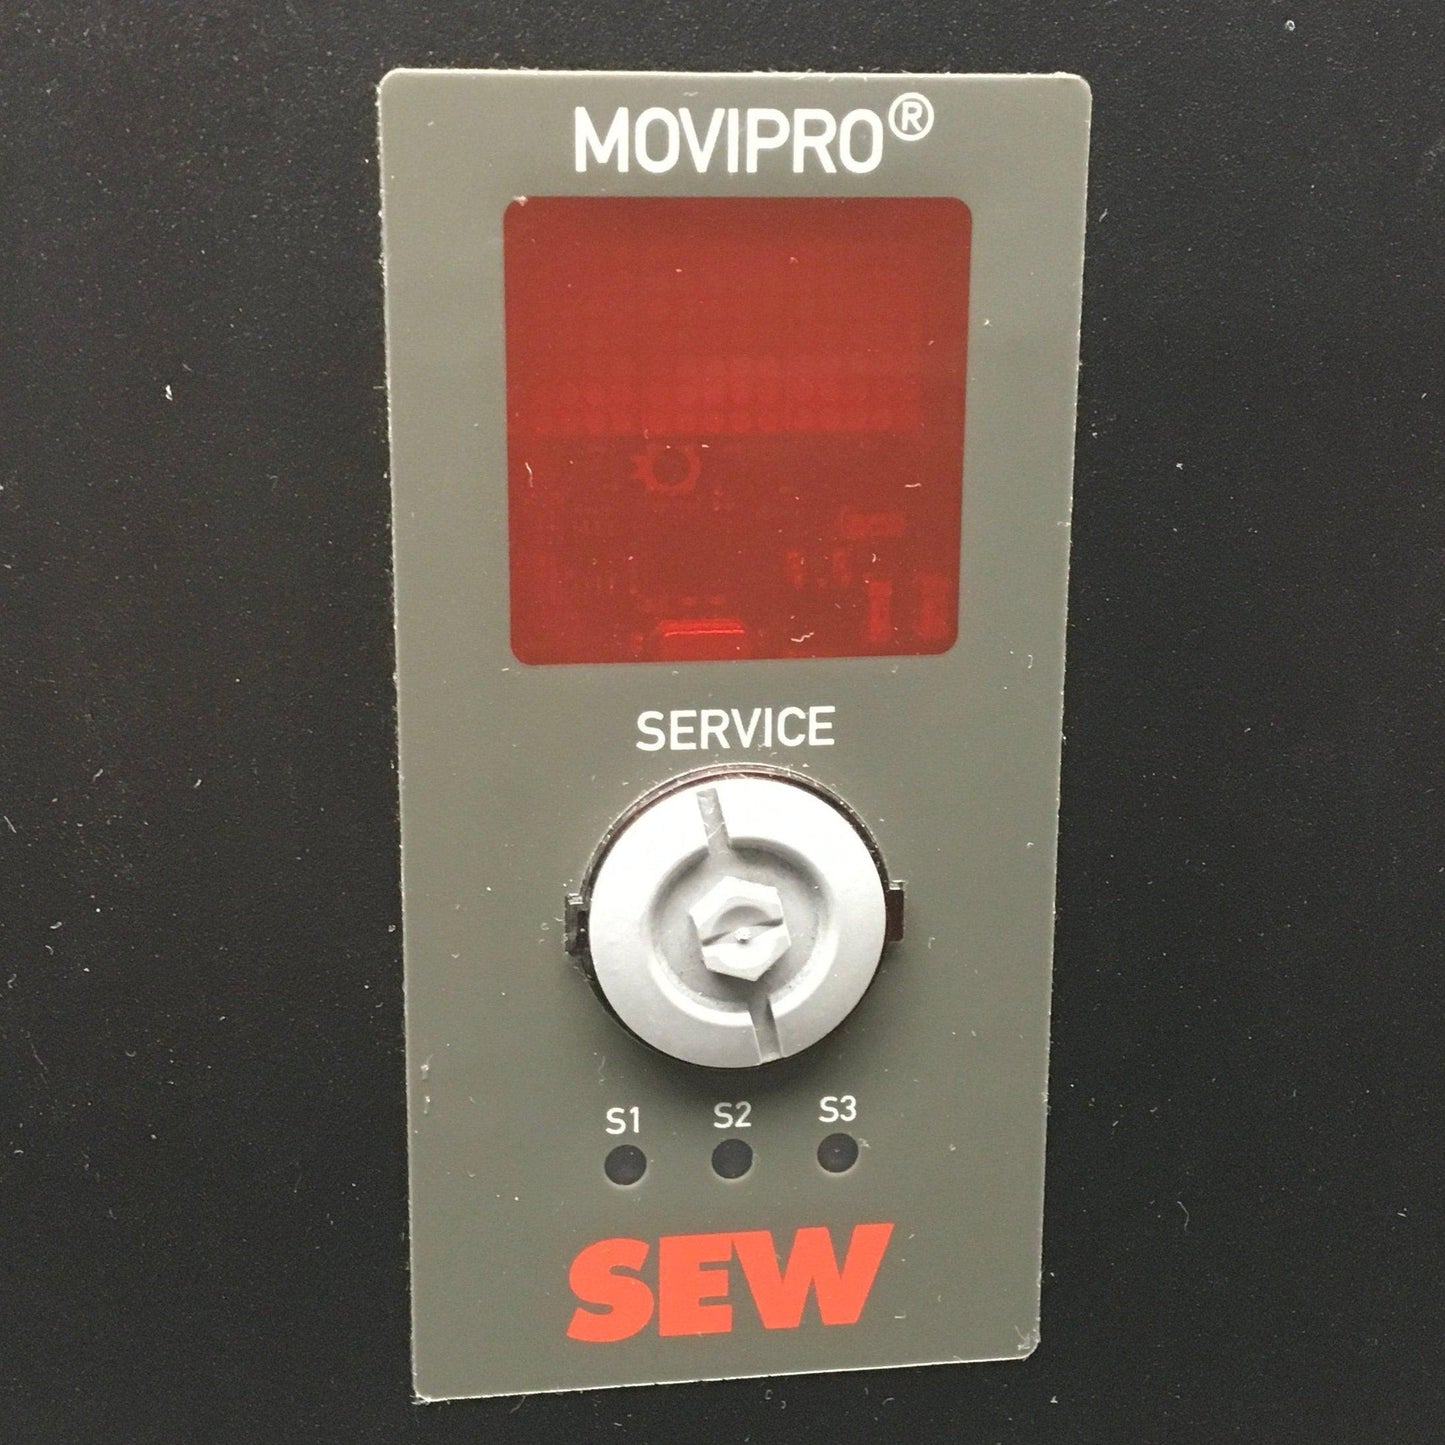 MOVIPRO®
SERVICE
S1 S2 S3
SEW